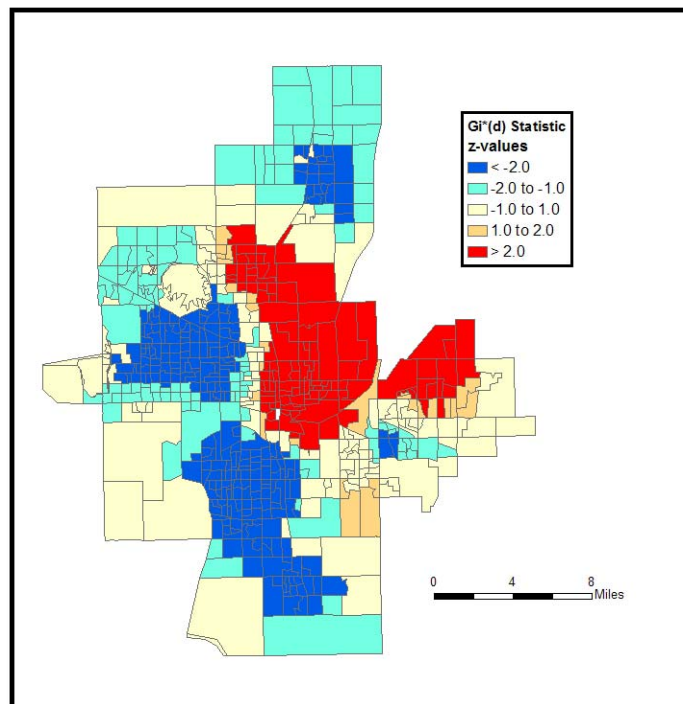 Gi*(d) Statistic
z-values
< -2.0
-2.0 to -1.0
-1.0 to 1.0
1.0 to 2.0
> 2.0
0 4 8
Miles